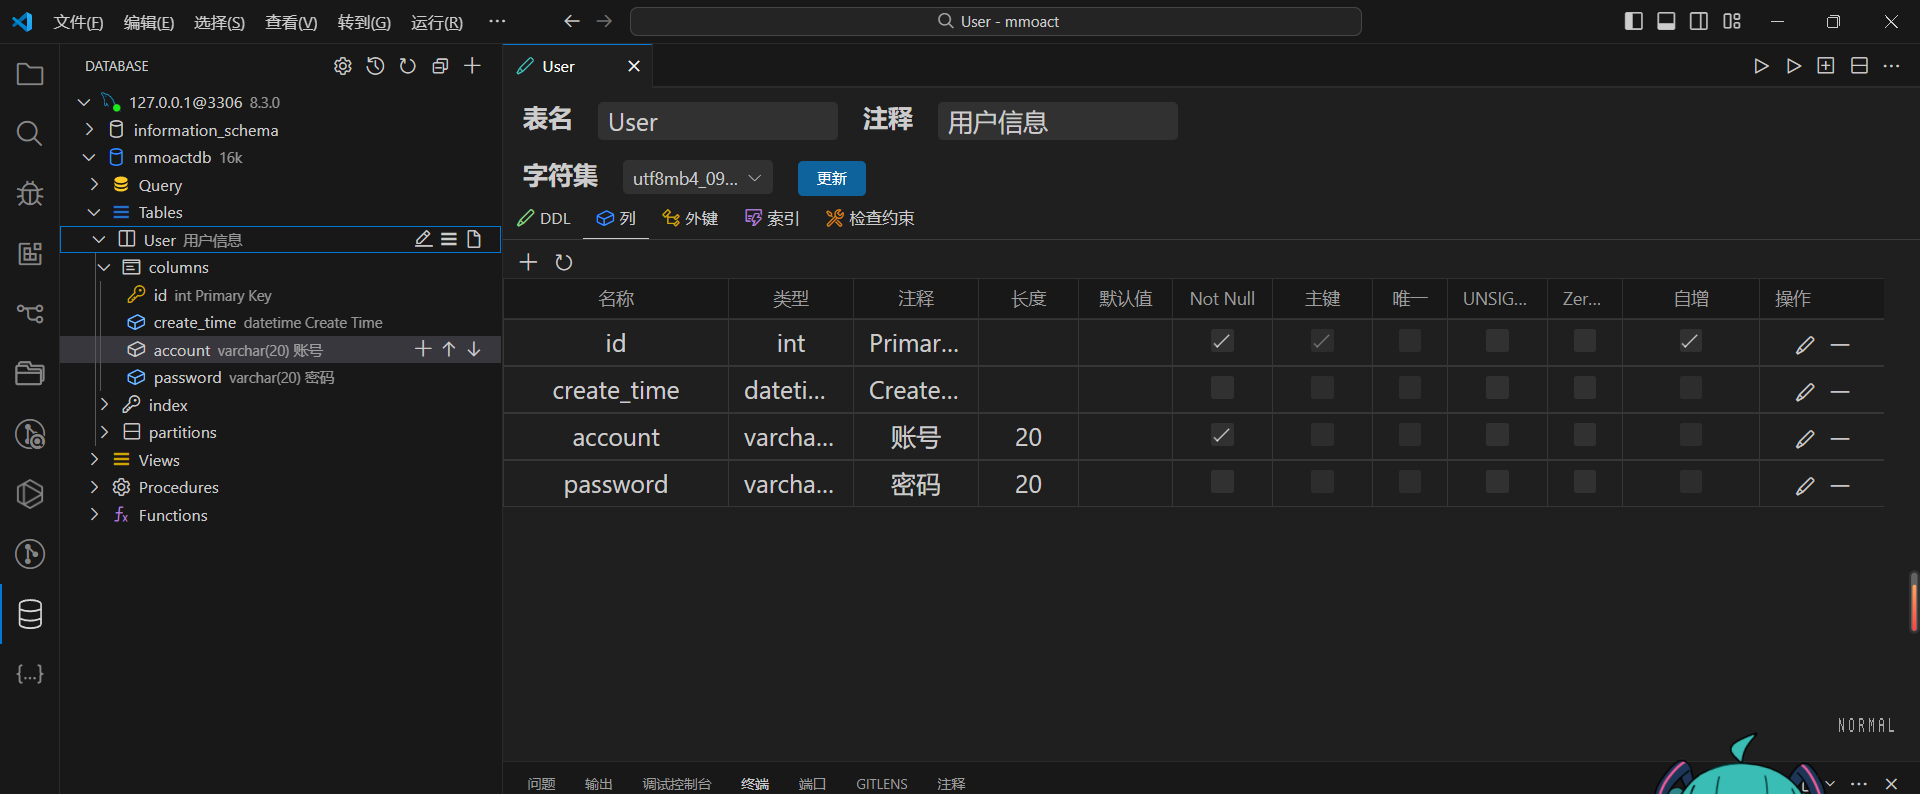 文件(F) 编辑(E) 选择(S) 查看(V) 转到(G) 运行(R) ··· User - mmoact
DATABASE
127.0.0.1@3306 8.3.0
information_schema
mmoactdb 16k
Query
Tables
User 用户信息
columns
id int Primary Key
create_time datetime Create Time
account varchar(20) 账号
password varchar(20) 密码
index
partitions
Views
Procedures
Functions
User
表名 User 注释 用户信息
字符集 utf8mb4_09... 更新
DDL 列 外键 索引 检查约束
名称 类型 注释 长度 默认值 Not Null 主键 唯一 UNSIG... Zer... 自增 操作
id int Primar...
create_time dateti... Create...
account varcha... 账号 20
password varcha... 密码 20
NORMAL
问题 输出 调试控制台 终端 端口 GITLENS 注释